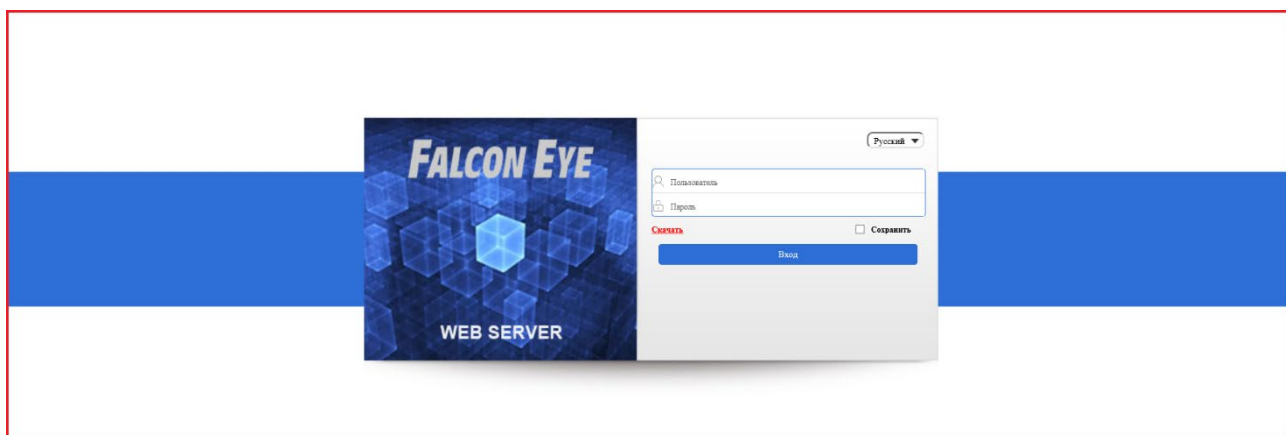 FALCON EYE
WEB SERVER
Русский
Пользователь
Пароль
Скачать
Сохранить
Вход